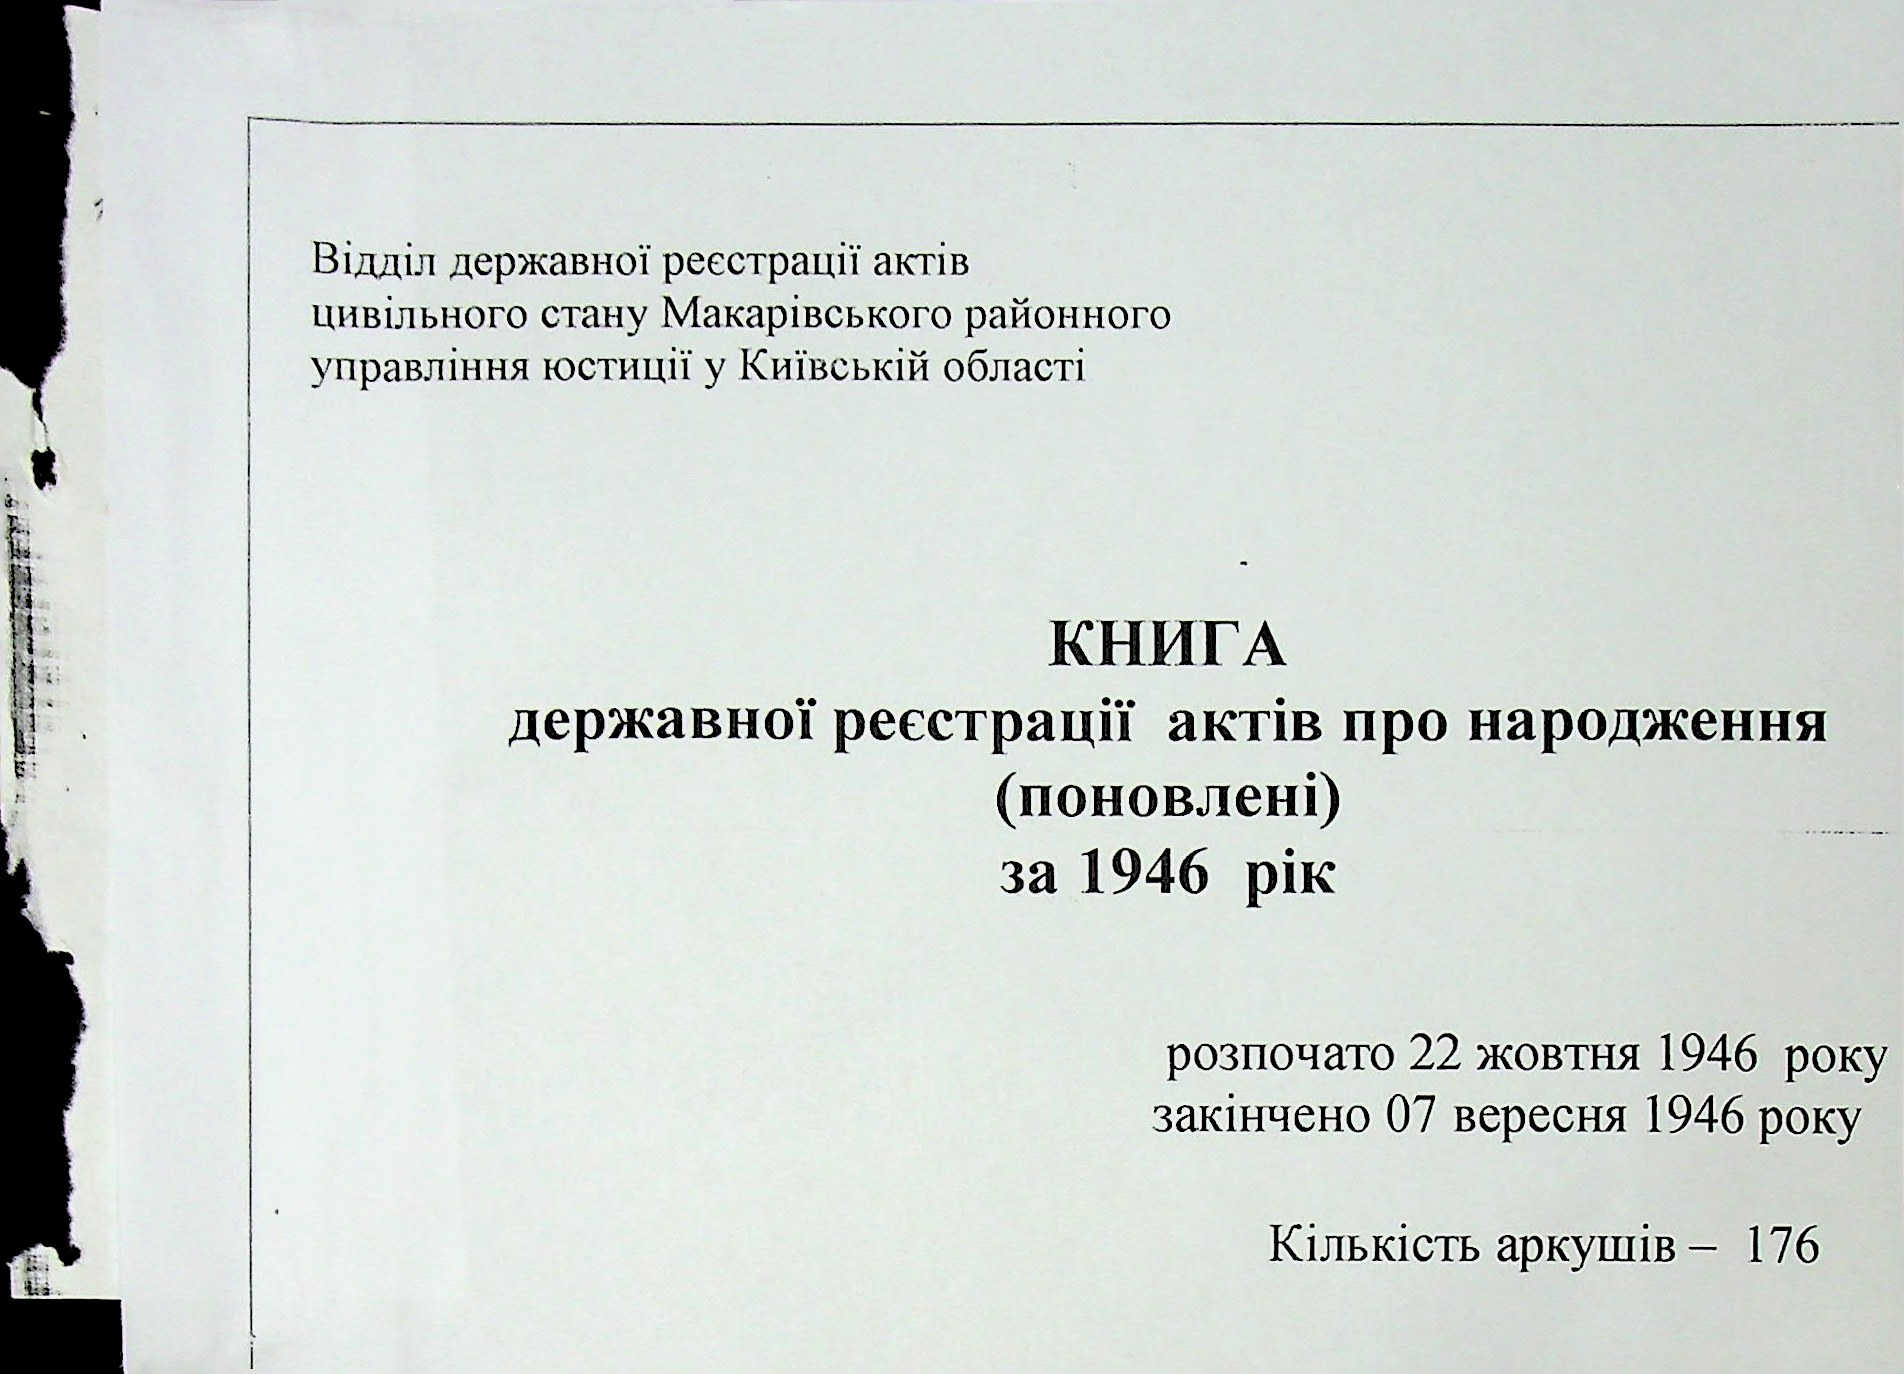 Відділ державної реєстрації актів
цивільного стану Макарівського районного
управління юстиції у Київській області
КНИГА
державної реєстрації актів про народження
(поновлені)
за 1946 рік
розпочато 22 жовтня 1946 року
закінчено 07 вересня 1946 року
Кількість аркушів – 176